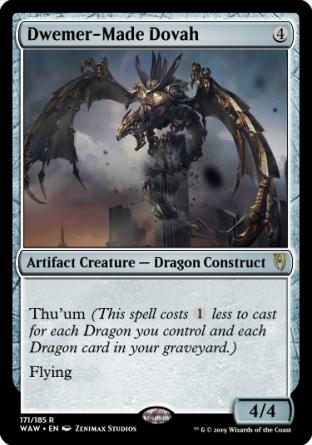 Dwemer-Made Dovah 4
Artifact Creature — Dragon Construct
Thu'um (This spell costs 1 less to cast
for each Dragon you control and each
Dragon card in your graveyard.)
Flying
4/4
171/185 R
WAW • EN Zenimax Studios
™ & © 2019 Wizards of the Coast